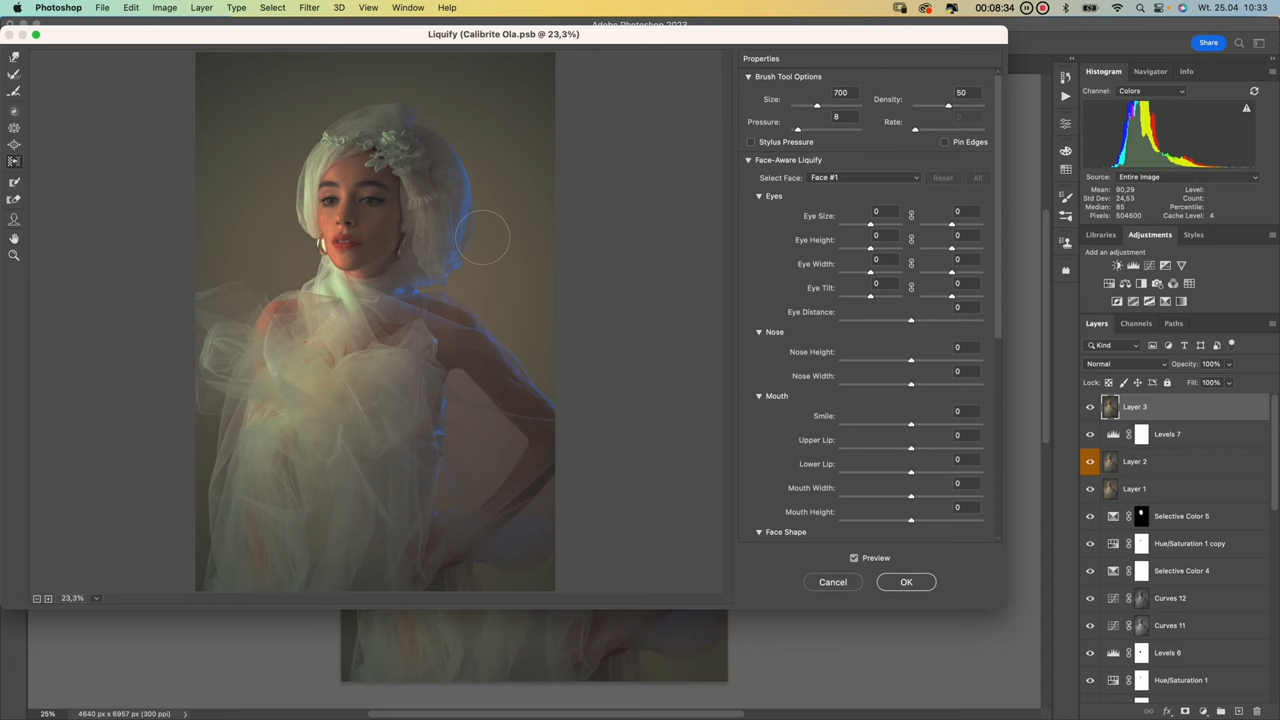 Photoshop File Edit Image Layer Type Select Filter 3D View Window Help 00:08:34 Wt. 25.04 10:33
Adobe Photoshop 2023
Liquify (Calibrite Ola.psb @ 23,3%)
Share
Properties
Brush Tool Options
Size: 700 Density: 50
Pressure: 8 Rate: 0
Stylus Pressure Pin Edges
Face-Aware Liquify
Select Face: Face #1 Reset All
Eyes
Eye Size: 0 0
Eye Height: 0 0
Eye Width: 0 0
Eye Tilt: 0 0
Eye Distance: 0
Nose
Nose Height: 0
Nose Width: 0
Mouth
Smile: 0
Upper Lip: 0
Lower Lip: 0
Mouth Width: 0
Mouth Height: 0
Face Shape
Preview
Cancel OK
23,3%
Histogram Navigator Info
Channel: Colors
Source: Entire Image
Mean: 90,29 Level:
Std Dev: 24,53 Count:
Median: 85 Percentile:
Pixels: 504600 Cache Level: 4
Libraries Adjustments Styles
Add an adjustment
Layers Channels Paths
Kind
Normal Opacity: 100%
Lock: Fill: 100%
Layer 3
Levels 7
Layer 2
Layer 1
Selective Color 5
Hue/Saturation 1 copy
Selective Color 4
Curves 12
Curves 11
Levels 6
Hue/Saturation 1
25% 4640 px x 6957 px (300 ppi)